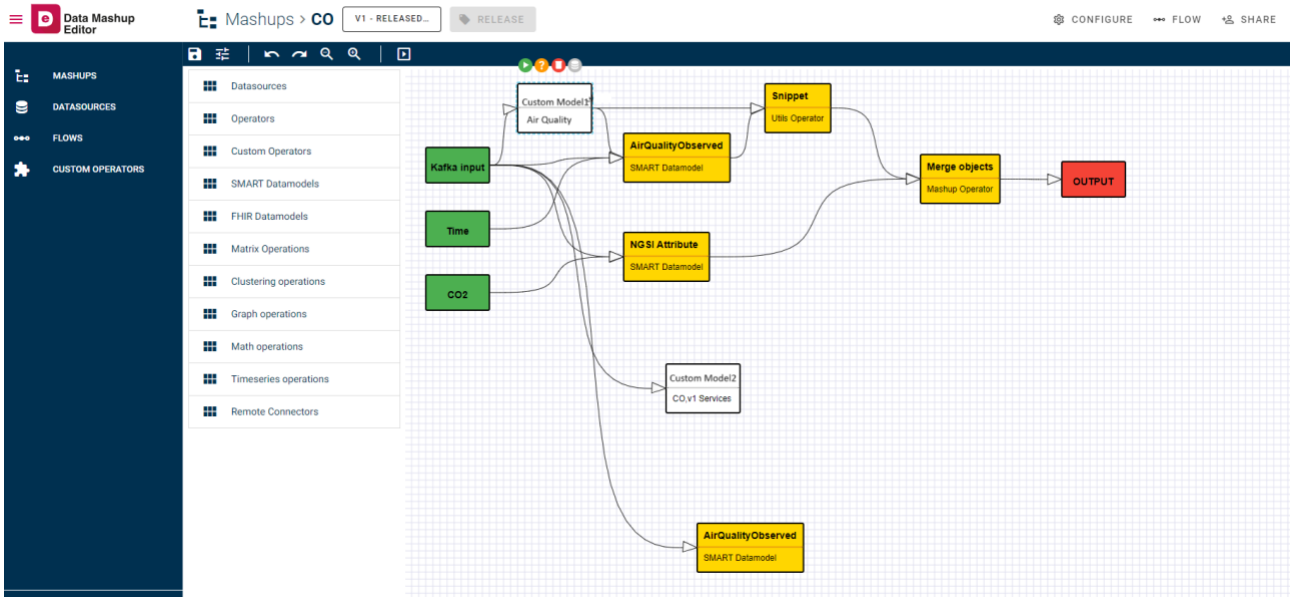 Data Mashup
Editor
Mashups > CO
V1 - RELEASED...
RELEASE
CONFIGURE
FLOW
SHARE
MASHUPS
DATASOURCES
FLOWS
CUSTOM OPERATORS
Datasources
Operators
Custom Operators
SMART Datamodels
FHIR Datamodels
Matrix Operations
Clustering operations
Graph operations
Math operations
Timeseries operations
Remote Connectors
Custom Model1
Air Quality
Snippet
Utils Operator
AirQualityObserved
SMART Datamodel
Kafka input
Merge objects
Mashup Operator
OUTPUT
Time
NGSI Attribute
SMART Datamodel
CO2
Custom Model2
CO,v1 Services
AirQualityObserved
SMART Datamodel